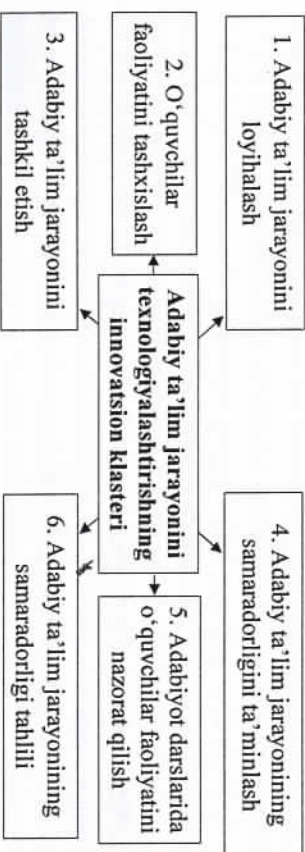 1. Adabiy ta’lim jarayonini
loyihalash
2. O‘quvchilar
faoliyatini tashxislash
3. Adabiy ta’lim jarayonini
tashkil etish
Adabiy ta’lim jarayonini
texnologiyalashtirishning
innovatsion klasteri
4. Adabiy ta’lim jarayonining
samaradorligini ta’minlash
5. Adabiyot darslarida
o‘quvchilar faoliyatini
nazorat qilish
6. Adabiy ta’lim jarayonining
samaradorligi tahlili